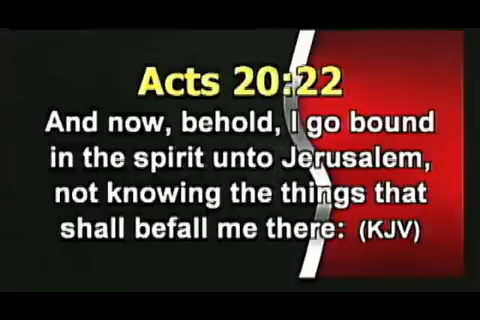 Acts 20:22
And now, behold, I go bound
in the spirit unto Jerusalem,
not knowing the things that
shall befall me there: (KJV)